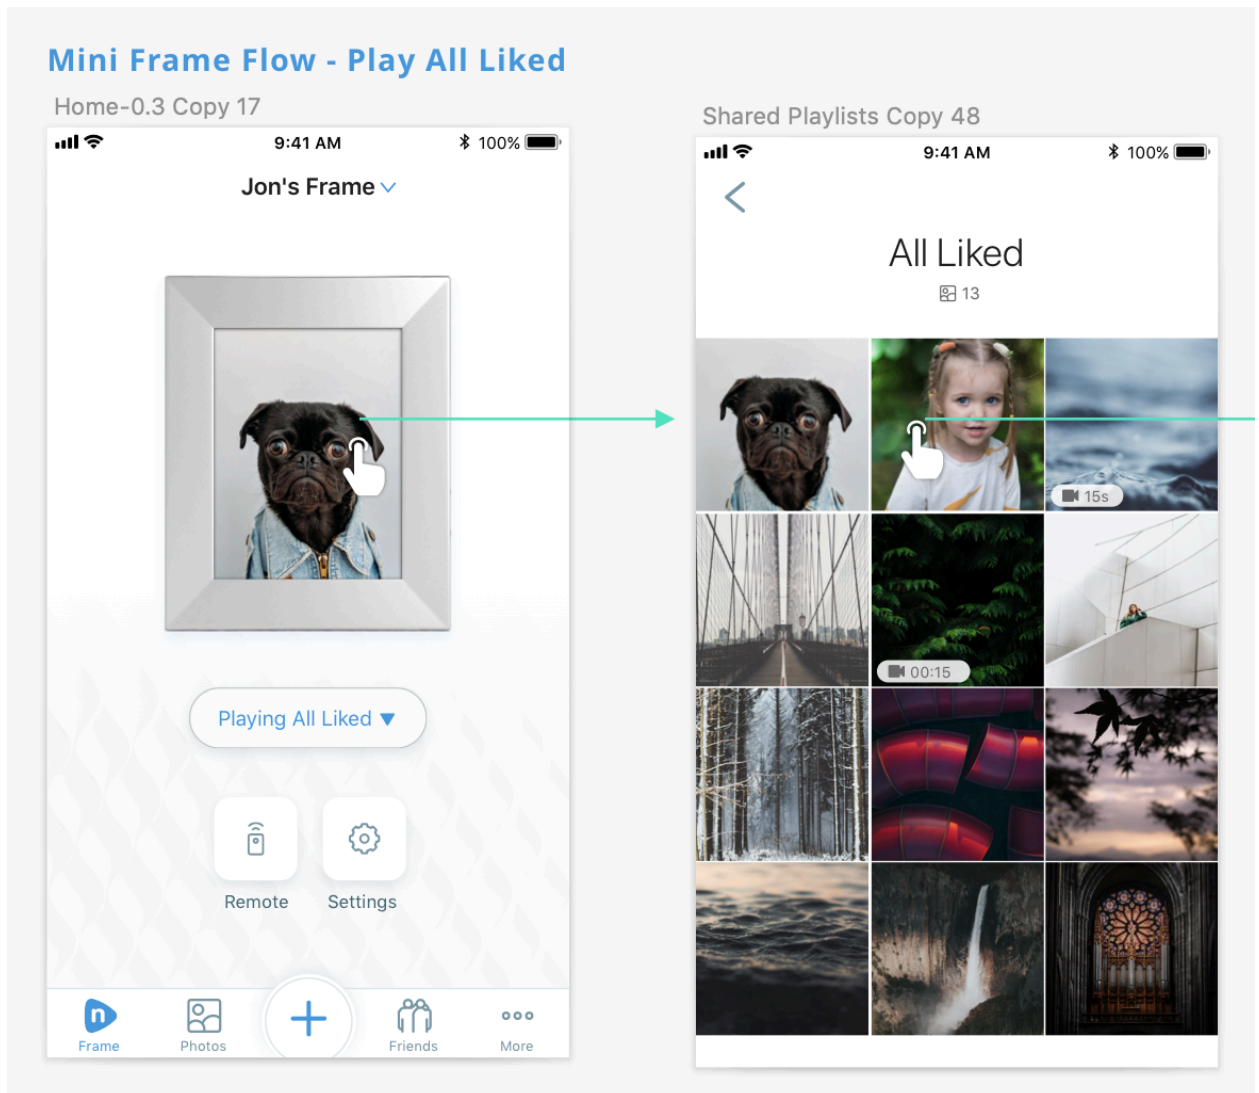 Mini Frame Flow - Play All Liked
Home-0.3 Copy 17
9:41 AM
100%
Jon's Frame
Playing All Liked
Remote
Settings
n
Frame
Photos
Friends
More
Shared Playlists Copy 48
9:41 AM
100%
All Liked
13
15s
00:15